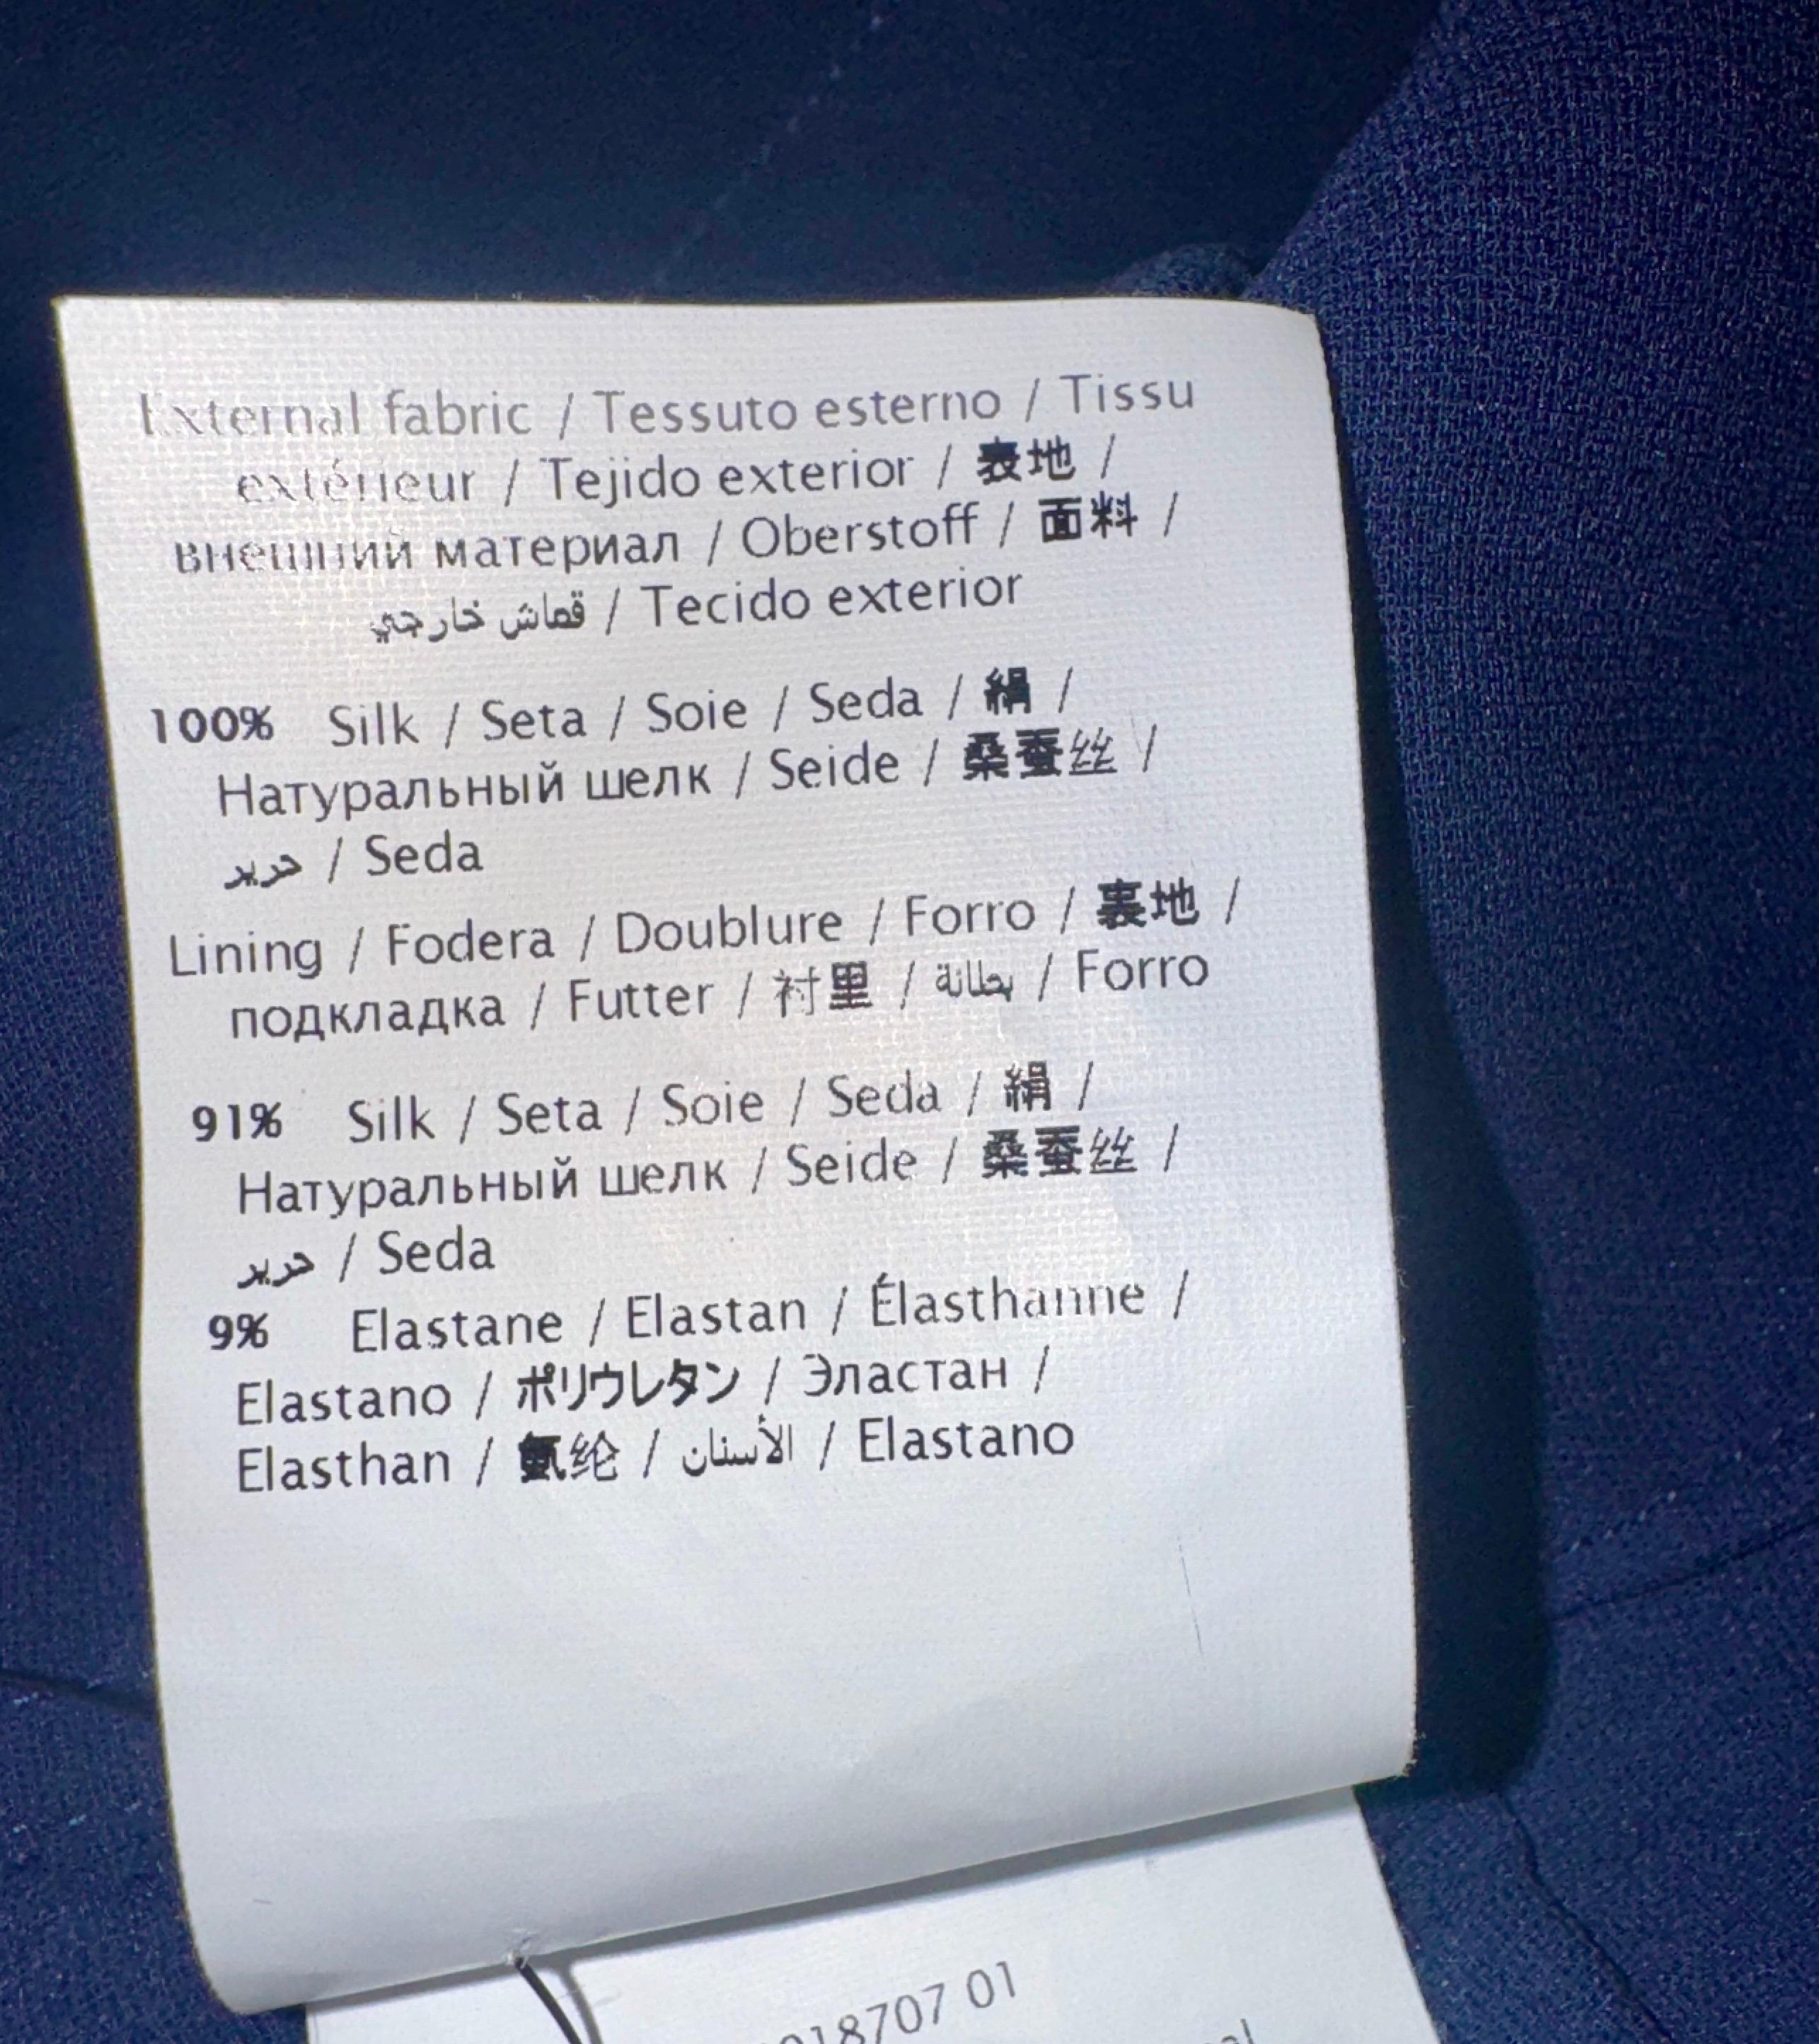 External fabric / Tessuto esterno / Tissu
extérieur / Tejido exterior / 表地 /
внешний материал / Oberstoff / 面料 /
قماش خارجي / Tecido exterior
100% Silk / Seta / Soie / Seda / 絹 /
Натуральный шелк / Seide / 桑蚕丝 /
حرير / Seda
Lining / Fodera / Doublure / Forro / 裏地 /
подкладка / Futter / 衬里 / بطانة / Forro
91% Silk / Seta / Soie / Seda / 絹 /
Натуральный шелк / Seide / 桑蚕丝 /
حرير / Seda
9% Elastane / Elastan / Élasthanne /
Elastano / ポリウレタン / Эластан /
Elasthan / 氨纶 / الأسنان / Elastano
18707 01